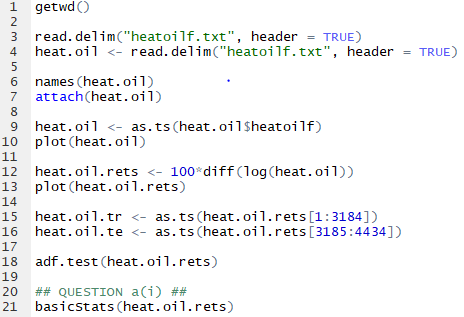 1 getwd()
2
3 read.delim("heatoilf.txt", header = TRUE)
4 heat.oil <- read.delim("heatoilf.txt", header = TRUE)
5
6 names(heat.oil)
7 attach(heat.oil)
8
9 heat.oil <- as.ts(heat.oil$heatoilf)
10 plot(heat.oil)
11
12 heat.oil.rets <- 100*diff(log(heat.oil))
13 plot(heat.oil.rets)
14
15 heat.oil.tr <- as.ts(heat.oil.rets[1:3184])
16 heat.oil.te <- as.ts(heat.oil.rets[3185:4434])
17
18 adf.test(heat.oil.rets)
19
20 ## QUESTION a(i) ##
21 basicStats(heat.oil.rets)